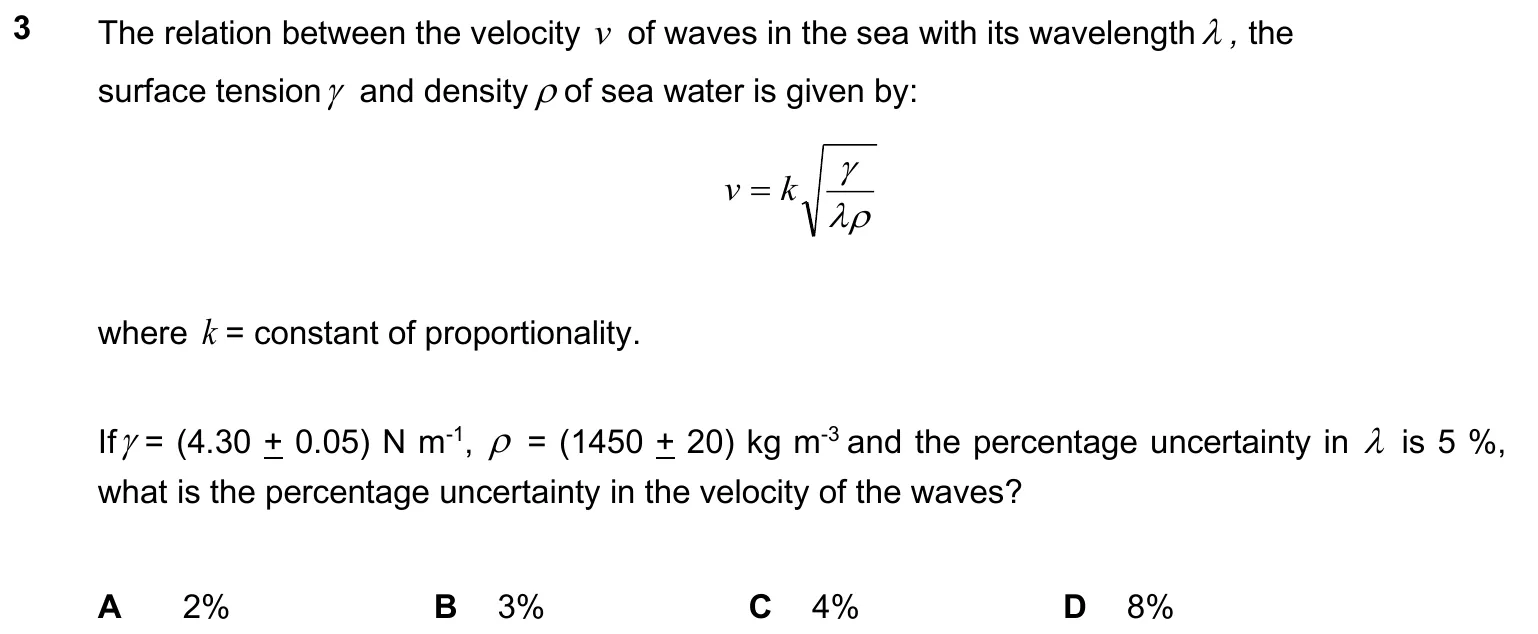 3 The relation between the velocity v of waves in the sea with its wavelength λ, the
surface tension γ and density ρ of sea water is given by:
v = k√(γ/λρ)
where k = constant of proportionality.
If γ = (4.30 ± 0.05) N m⁻¹, ρ = (1450 ± 20) kg m⁻³ and the percentage uncertainty in λ is 5 %,
what is the percentage uncertainty in the velocity of the waves?
A 2% B 3% C 4% D 8%